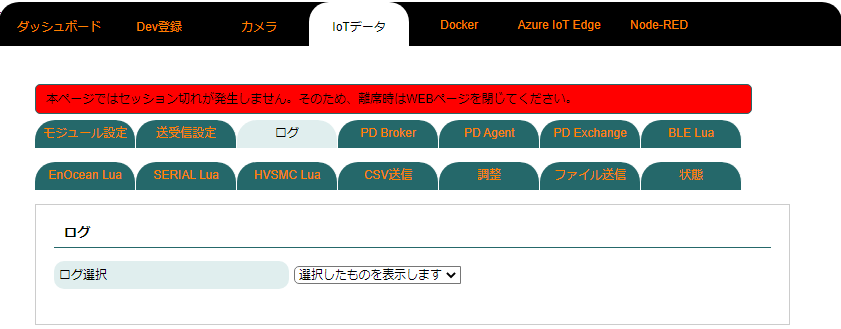 ダッシュボード Dev登録 カメラ IoTデータ Docker Azure IoT Edge Node-RED
本ページではセッション切れが発生しません。そのため、離席時はWEBページを閉じてください。
モジュール設定 送受信設定 ログ PD Broker PD Agent PD Exchange BLE Lua
EnOcean Lua SERIAL Lua HVSMC Lua CSV送信 調整 ファイル送信 状態
ログ
ログ選択 選択したものを表示します